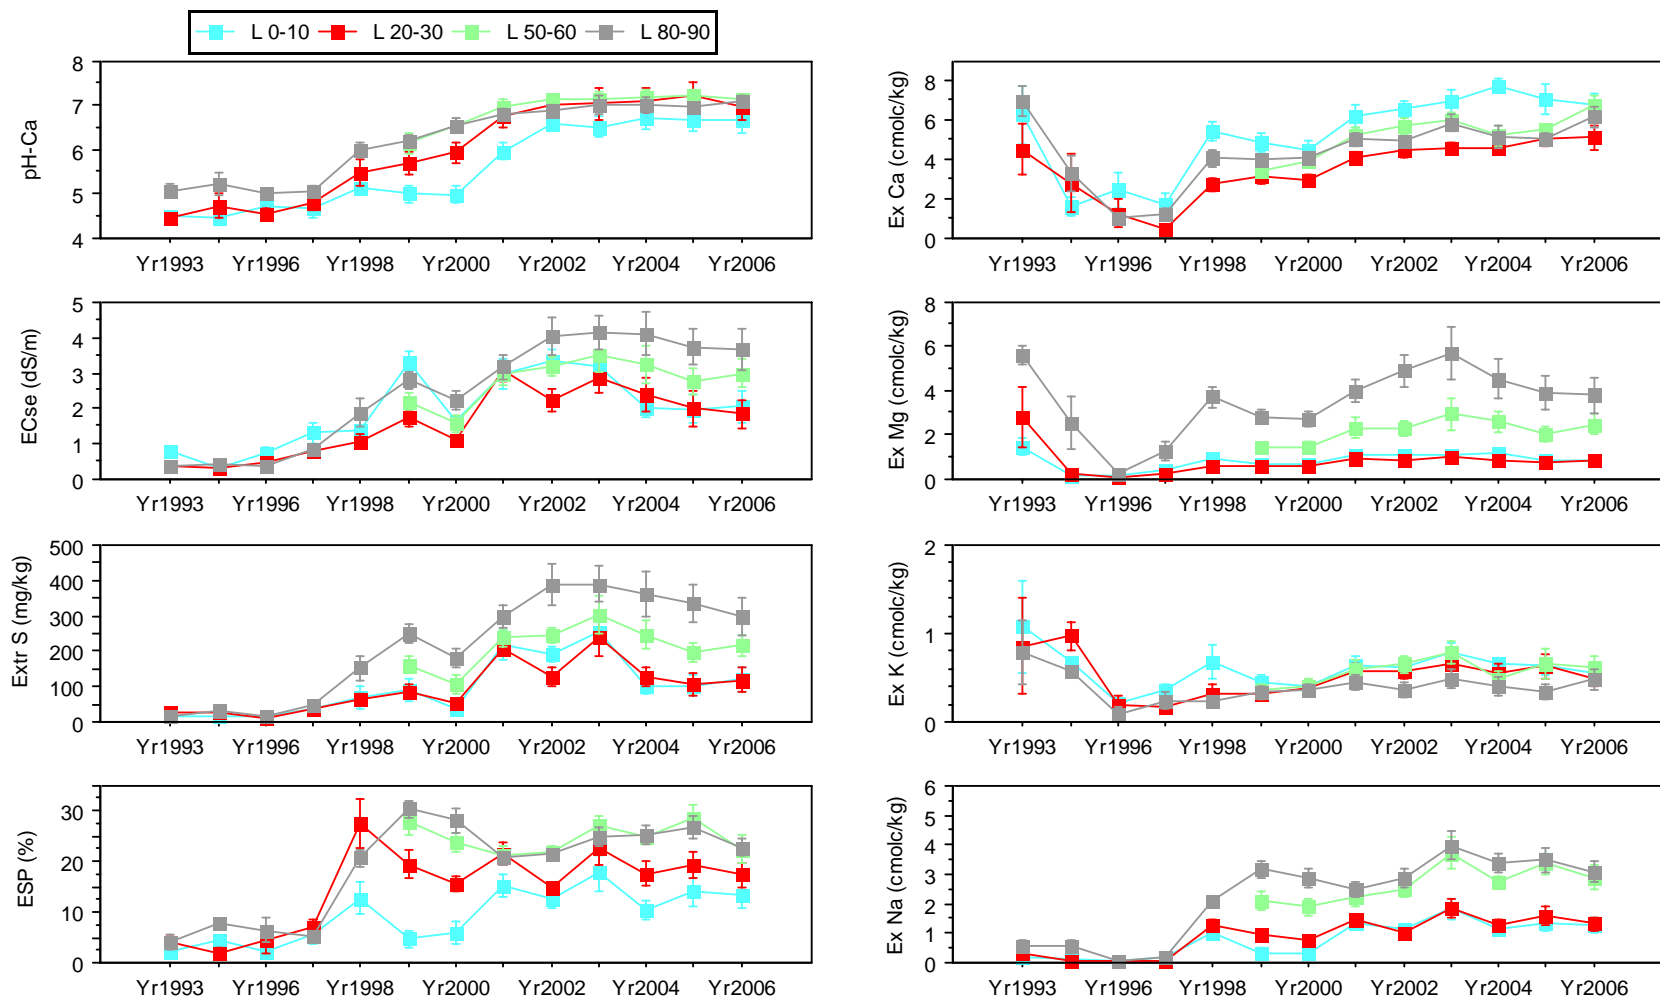 L 0-10 L 20-30 L 50-60 L 80-90
pH-Ca
8
7
6
5
4
Yr1993 Yr1996 Yr1998 Yr2000 Yr2002 Yr2004 Yr2006
Ex Ca (cmolc/kg)
8
6
4
2
0
Yr1993 Yr1996 Yr1998 Yr2000 Yr2002 Yr2004 Yr2006
ECse (dS/m)
5
4
3
2
1
0
Yr1993 Yr1996 Yr1998 Yr2000 Yr2002 Yr2004 Yr2006
Ex Mg (cmolc/kg)
8
6
4
2
0
Yr1993 Yr1996 Yr1998 Yr2000 Yr2002 Yr2004 Yr2006
Extr S (mg/kg)
500
400
300
200
100
0
Yr1993 Yr1996 Yr1998 Yr2000 Yr2002 Yr2004 Yr2006
Ex K (cmolc/kg)
2
1
0
Yr1993 Yr1996 Yr1998 Yr2000 Yr2002 Yr2004 Yr2006
ESP (%)
30
20
10
0
Yr1993 Yr1996 Yr1998 Yr2000 Yr2002 Yr2004 Yr2006
Ex Na (cmolc/kg)
6
5
4
3
2
1
0
Yr1993 Yr1996 Yr1998 Yr2000 Yr2002 Yr2004 Yr2006